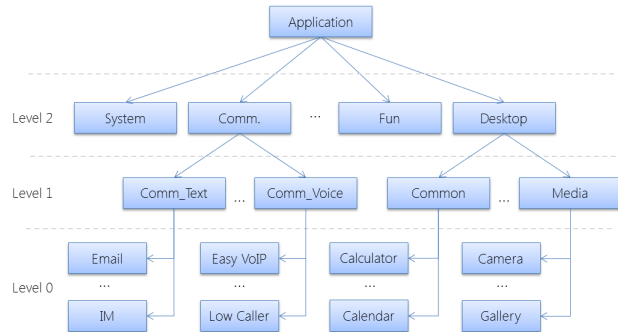 Application
Level 2
System
Comm.
...
Fun
Desktop
Level 1
Comm_Text
...
Comm_Voice
Common
...
Media
Level 0
Email
Easy VoIP
Calculator
Camera
...
...
...
...
IM
Low Caller
Calendar
Gallery